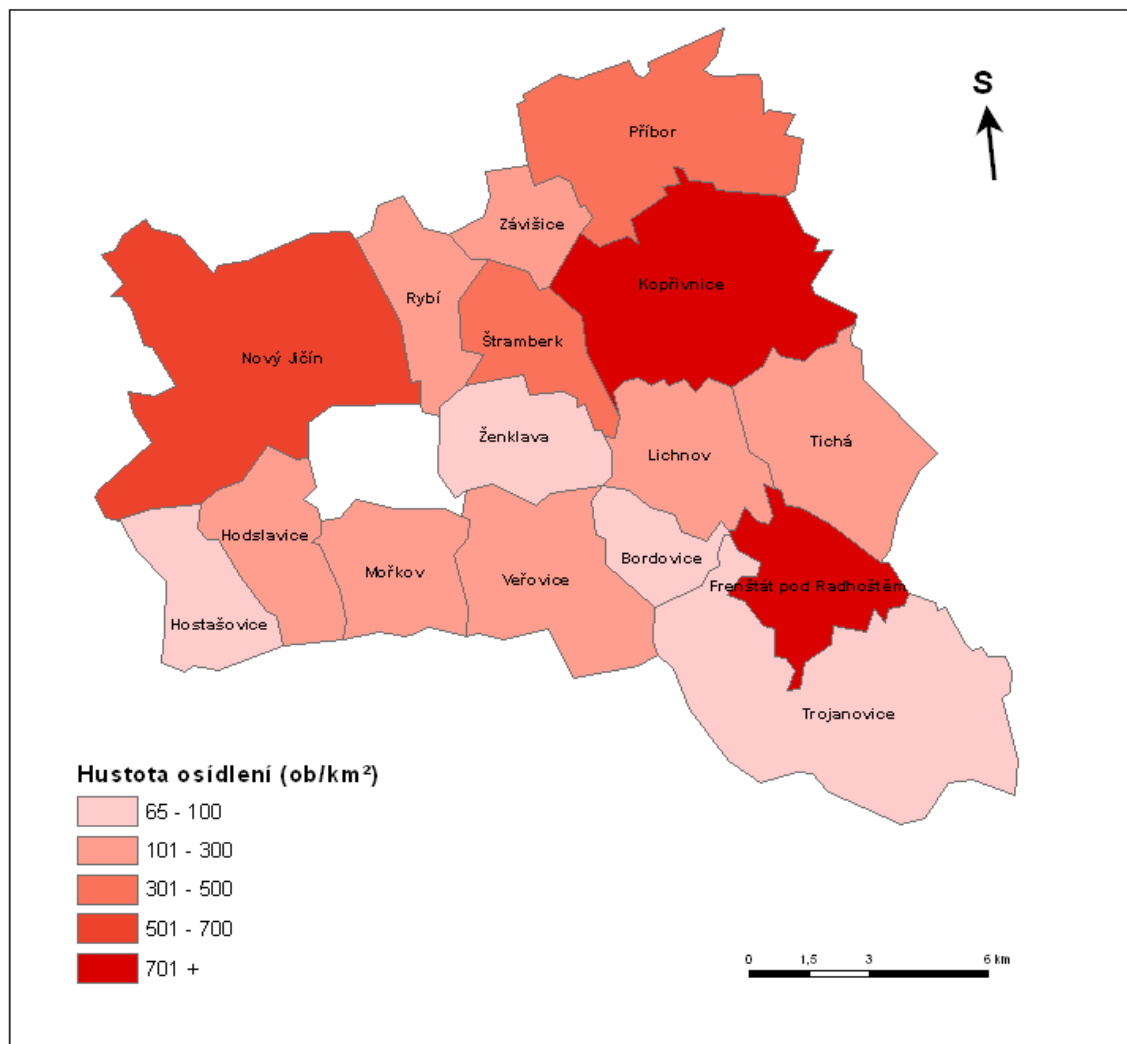 S
Příbor
Závišice
Kopřivnice
Rybí
Štramberk
Nový Jičín
Ženklava
Tichá
Lichnov
Hodslavice
Bordovice
Mořkov
Veřovice
Frenštát pod Radhoštěm
Hostašovice
Trojanovice
Hustota osídlení (ob/km²)
65 - 100
101 - 300
301 - 500
501 - 700
701 +
0 1,5 3 6 km